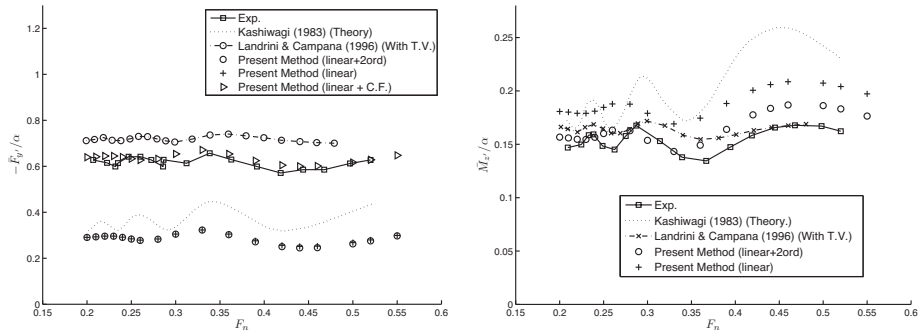 1.2
1
0.8
0.6
0.4
0.2
0
0.15
0.2
0.25
0.3
0.35
0.4
0.45
0.5
0.55
0.6
−F̄y′/α
Fn
Exp.
Kashiwagi (1983) (Theory)
Landrini & Campana (1996) (With T.V.)
Present Method (linear+2ord)
Present Method (linear)
Present Method (linear + C.F.)
0.25
0.2
0.15
0.1
0.05
0
0.15
0.2
0.25
0.3
0.35
0.4
0.45
0.5
0.55
0.6
M̄z′/α
Fn
Exp.
Kashiwagi (1983) (Theory.)
Landrini & Campana (1996) (With T.V.)
Present Method (linear+2ord)
Present Method (linear)